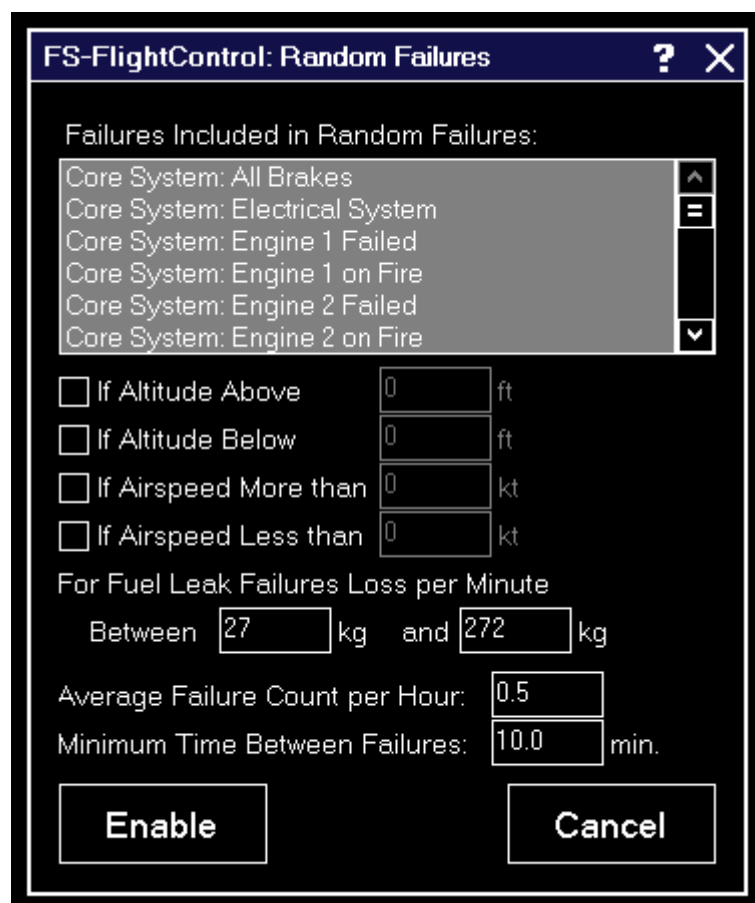 FS-FlightControl: Random Failures ? X
Failures Included in Random Failures:
Core System: All Brakes
Core System: Electrical System
Core System: Engine 1 Failed
Core System: Engine 1 on Fire
Core System: Engine 2 Failed
Core System: Engine 2 on Fire
If Altitude Above 0 ft
If Altitude Below 0 ft
If Airspeed More than 0 kt
If Airspeed Less than 0 kt
For Fuel Leak Failures Loss per Minute
Between 27 kg and 272 kg
Average Failure Count per Hour: 0.5
Minimum Time Between Failures: 10.0 min.
Enable Cancel